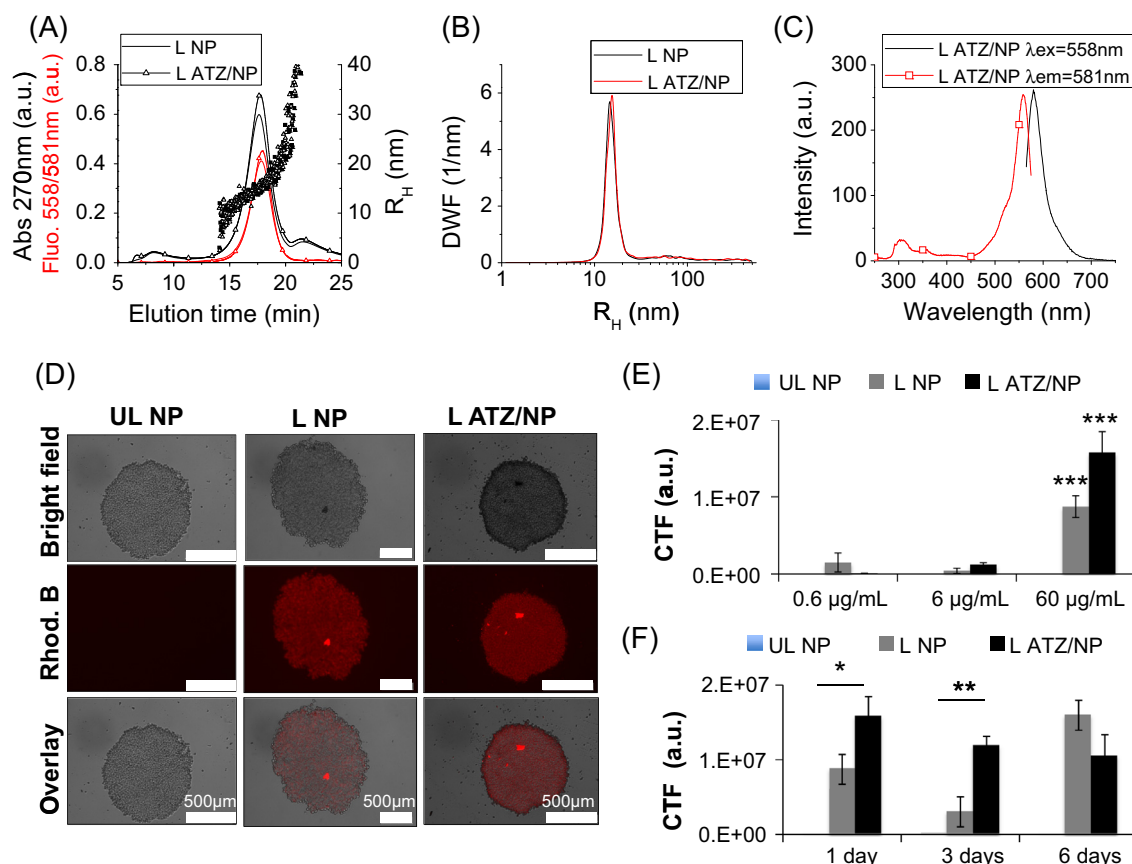 (A)
L NP
L ATZ/NP
Abs 270nm (a.u.)
Fluo. 558/581nm (a.u.)
0.8
0.6
0.4
0.2
0.0
40
30
20
10
0
R_H (nm)
5 10 15 20 25
Elution time (min)
(B)
L NP
L ATZ/NP
DWF (1/nm)
6
4
2
0
1 10 100
R_H (nm)
(C)
L ATZ/NP λex=558nm
L ATZ/NP λem=581nm
Intensity (a.u.)
300
200
100
0
300 400 500 600 700
Wavelength (nm)
(D)
UL NP L NP L ATZ/NP
Bright field
Rhod. B
Overlay
500µm 500µm 500µm
(E)
UL NP L NP L ATZ/NP
CTF (a.u.)
2.E+07
1.E+07
0.E+00
*** ***
0.6 µg/mL 6 µg/mL 60 µg/mL
(F)
UL NP L NP L ATZ/NP
CTF (a.u.)
2.E+07
1.E+07
0.E+00
* **
1 day 3 days 6 days